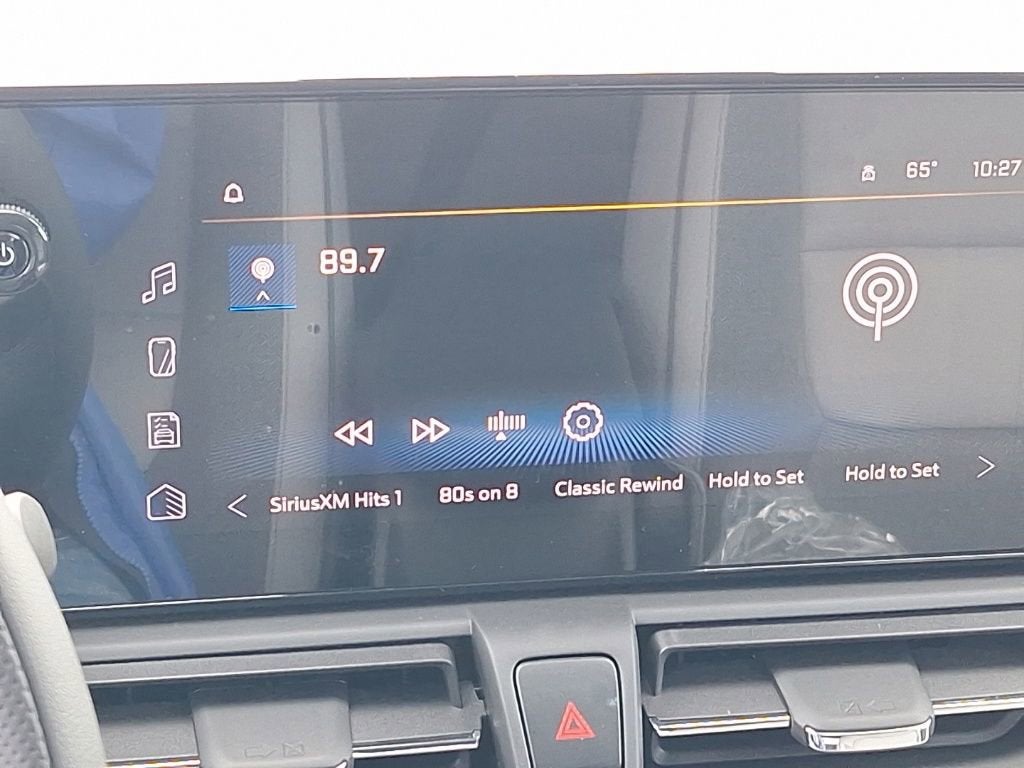 65° 10:27
89.7
SiriusXM Hits 1 80s on 8 Classic Rewind Hold to Set Hold to Set